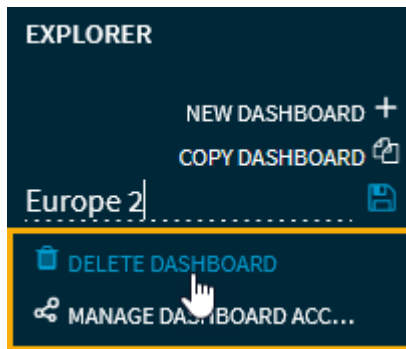 EXPLORER
NEW DASHBOARD
COPY DASHBOARD
Europe 2
DELETE DASHBOARD
MANAGE DASHBOARD ACC...